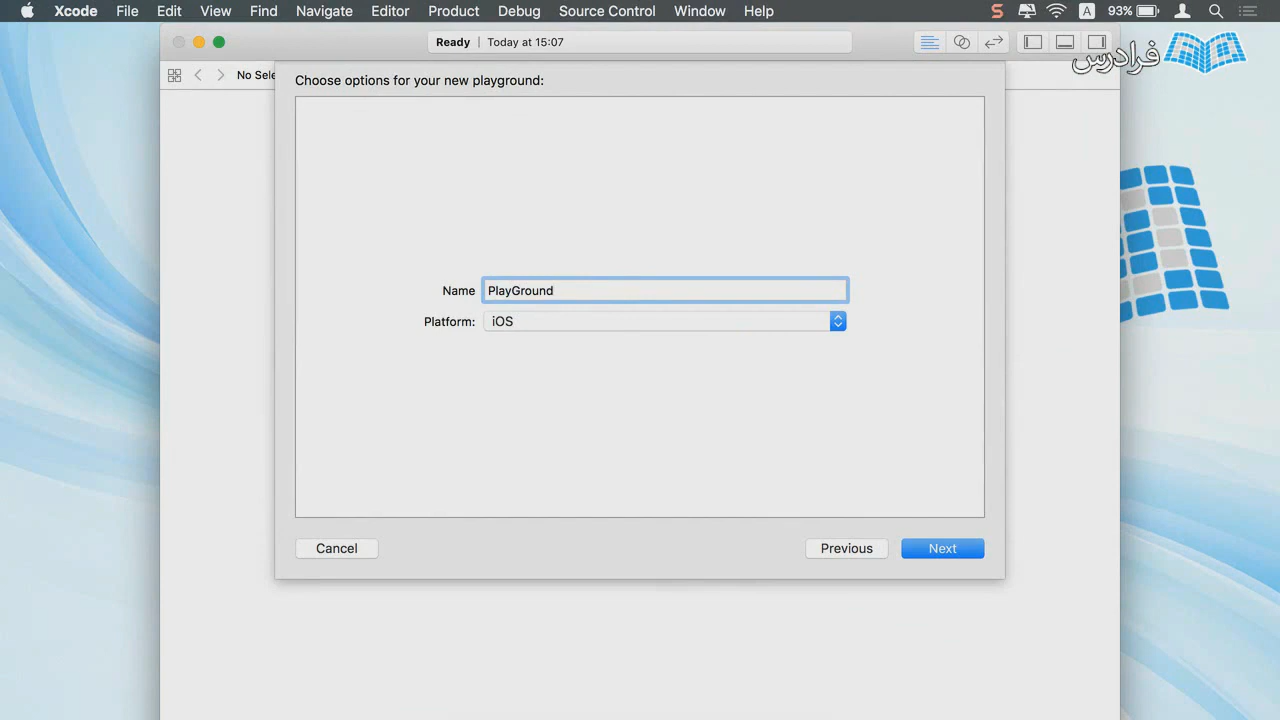 Xcode File Edit View Find Navigate Editor Product Debug Source Control Window Help 93%
Ready | Today at 15:07
فرادرس
No Sele
Choose options for your new playground:
Name PlayGround
Platform: iOS
Cancel Previous Next